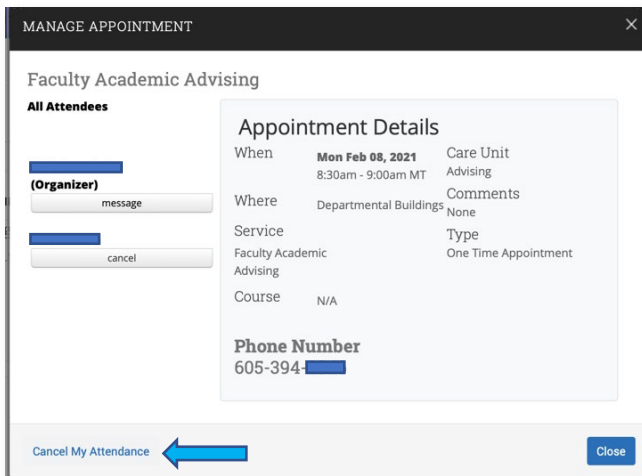 MANAGE APPOINTMENT
×
Faculty Academic Advising
All Attendees
(Organizer)
message
cancel
Appointment Details
When
Mon Feb 08, 2021
8:30am - 9:00am MT
Where
Departmental Buildings
Service
Faculty Academic
Advising
Course
N/A
Care Unit
Advising
Comments
None
Type
One Time Appointment
Phone Number
605-394-
Cancel My Attendance
Close